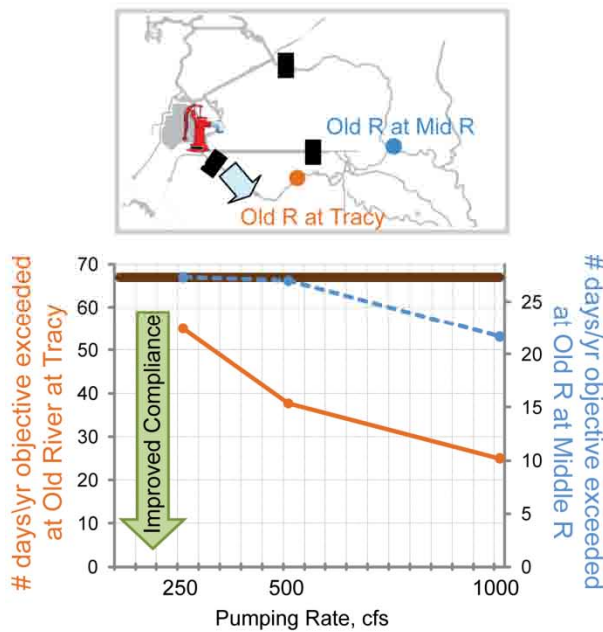 Old R at Mid R
Old R at Tracy
# days\yr objective exceeded
at Old River at Tracy
70
60
50
40
30
20
10
0
Improved Compliance
25
20
15
10
5
0
# days/yr objective exceeded
at Old R at Middle R
250
500
1000
Pumping Rate, cfs